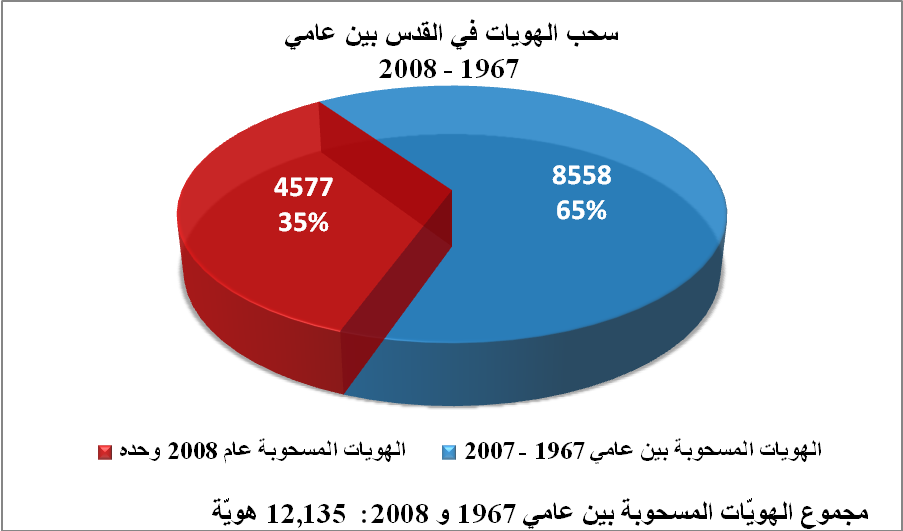 سحب الهويات في القدس بين عامي
1967 - 2008
8558
65%
4577
35%
الهويات المسحوبة بين عامي 1967 - 2007
الهويات المسحوبة عام 2008 وحده
مجموع الهويّات المسحوبة بين عامي 1967 و 2008: 12,135 هويّة